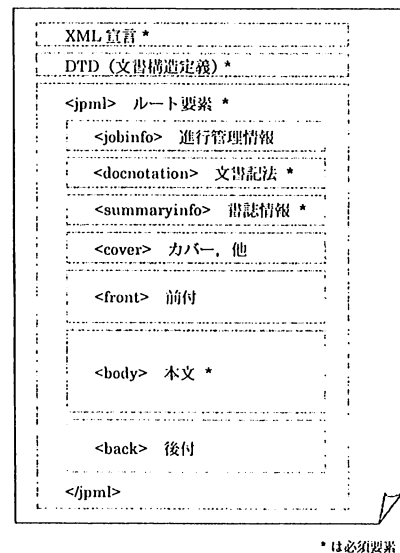 XML 宣言 *
DTD（文書構造定義）*
<jpml> ルート要素 *
<jobinfo> 進行管理情報
<docnotation> 文書記法 *
<summaryinfo> 書誌情報 *
<cover> カバー，他
<front> 前付
<body> 本文 *
<back> 後付
</jpml>
* は必須要素